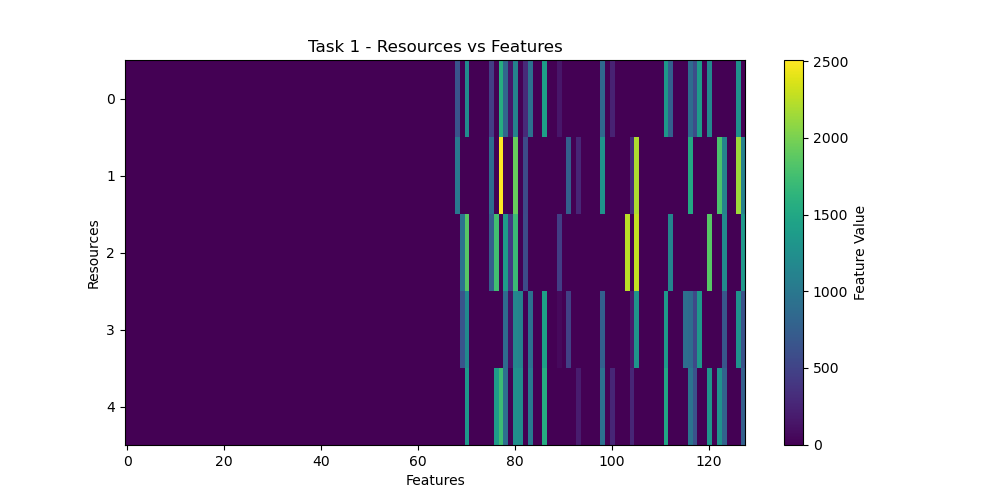 Task 1 - Resources vs Features
Resources
0
1
2
3
4
0 20 40 60 80 100 120
Features
2500
2000
1500
1000
500
0
Feature Value